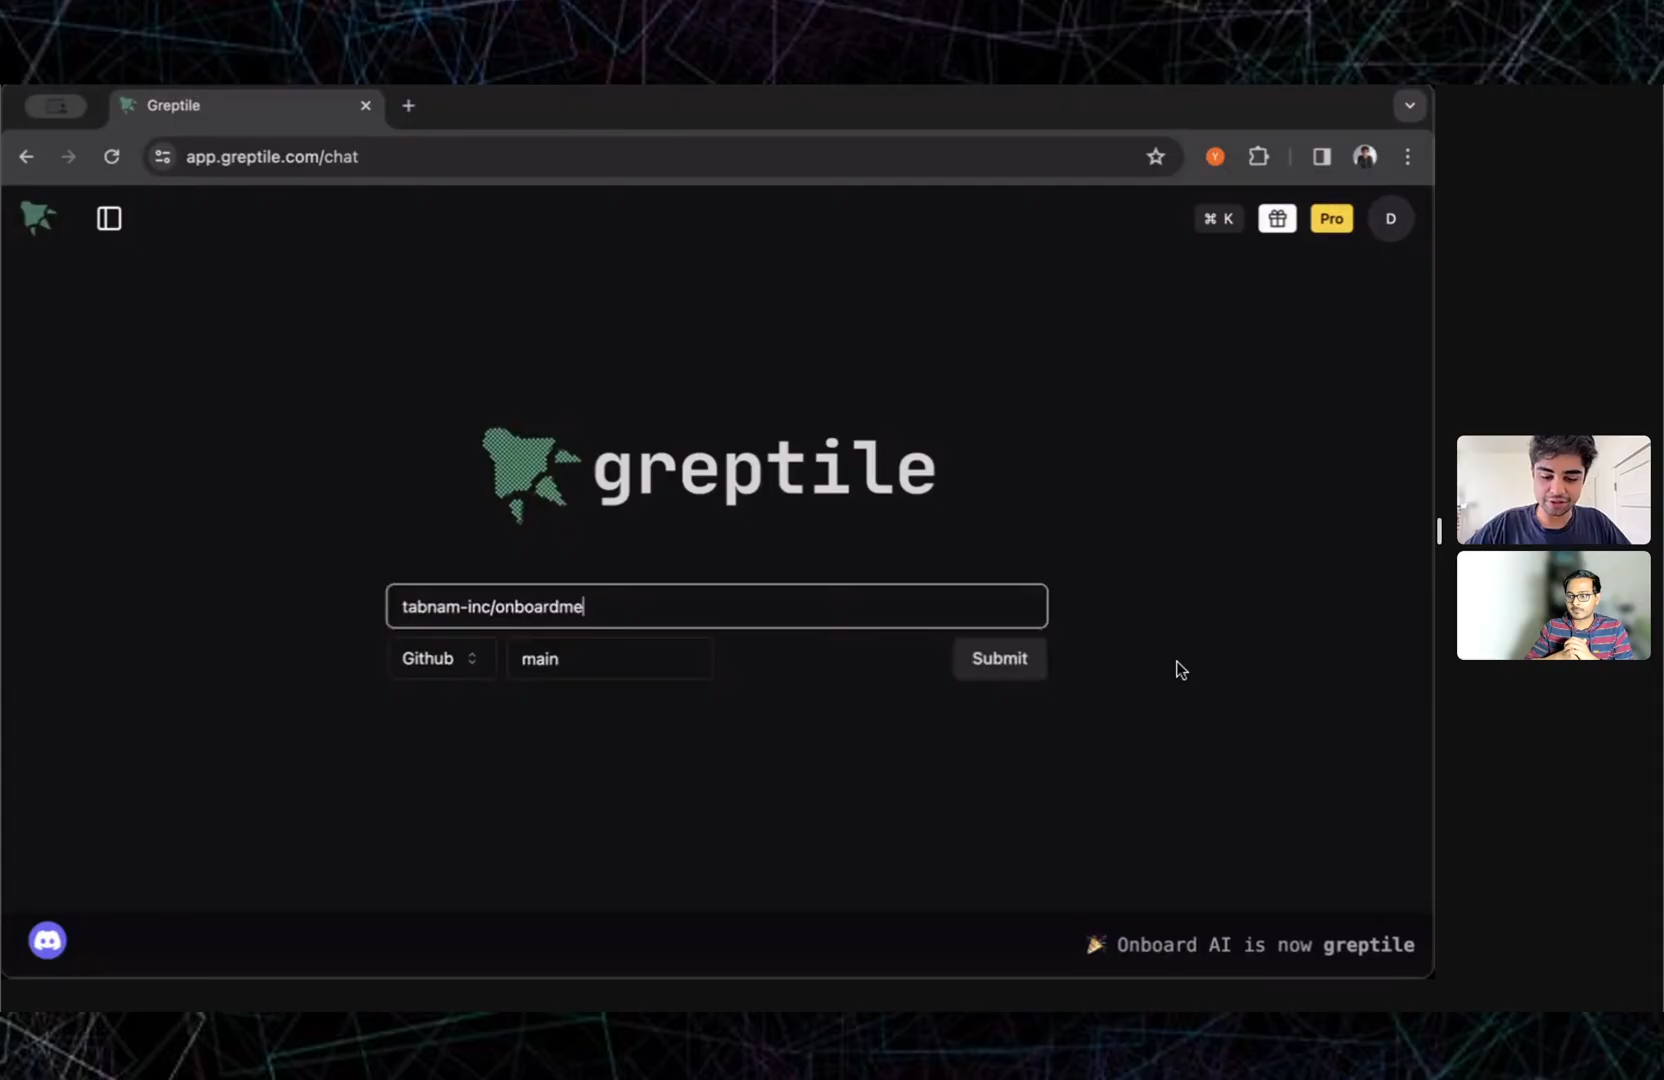 Greptile
app.greptile.com/chat
Y
⌘ K
Pro
D
greptile
tabnam-inc/onboardme
Github
main
Submit
🎉 Onboard AI is now greptile